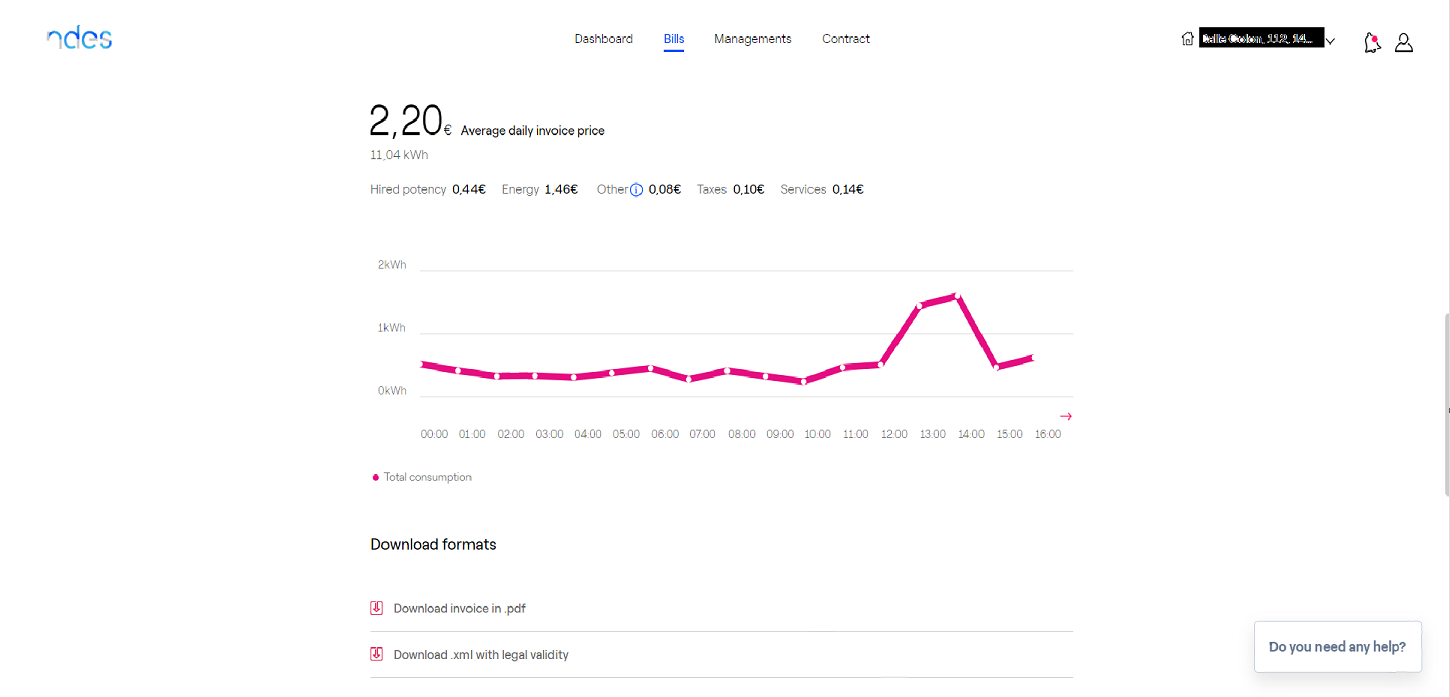 ndes
Dashboard Bills Managements Contract
2,20€ Average daily invoice price
11,04 kWh
Hired potency 0,44€ Energy 1,46€ Other 0,08€ Taxes 0,10€ Services 0,14€
2kWh
1kWh
0kWh
00:00 01:00 02:00 03:00 04:00 05:00 06:00 07:00 08:00 09:00 10:00 11:00 12:00 13:00 14:00 15:00 16:00
Total consumption
Download formats
Download invoice in .pdf
Download .xml with legal validity
Do you need any help?